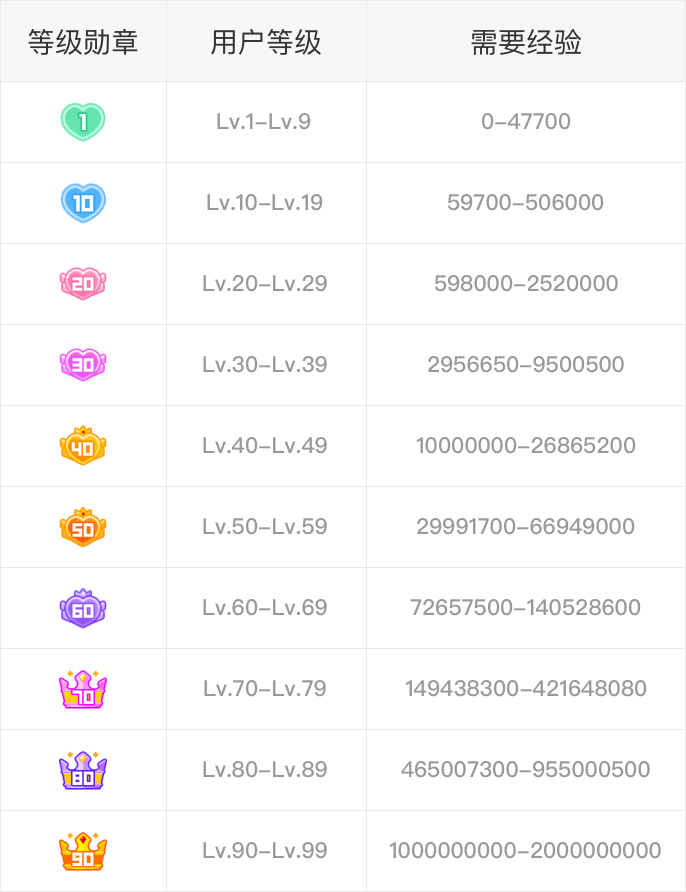 等级勋章 用户等级 需要经验
1 Lv.1–Lv.9 0–47700
10 Lv.10–Lv.19 59700–506000
20 Lv.20–Lv.29 598000–2520000
30 Lv.30–Lv.39 2956650–9500500
40 Lv.40–Lv.49 10000000–26865200
50 Lv.50–Lv.59 29991700–66949000
60 Lv.60–Lv.69 72657500–140528600
70 Lv.70–Lv.79 149438300–421648080
80 Lv.80–Lv.89 465007300–955000500
90 Lv.90–Lv.99 1000000000–2000000000